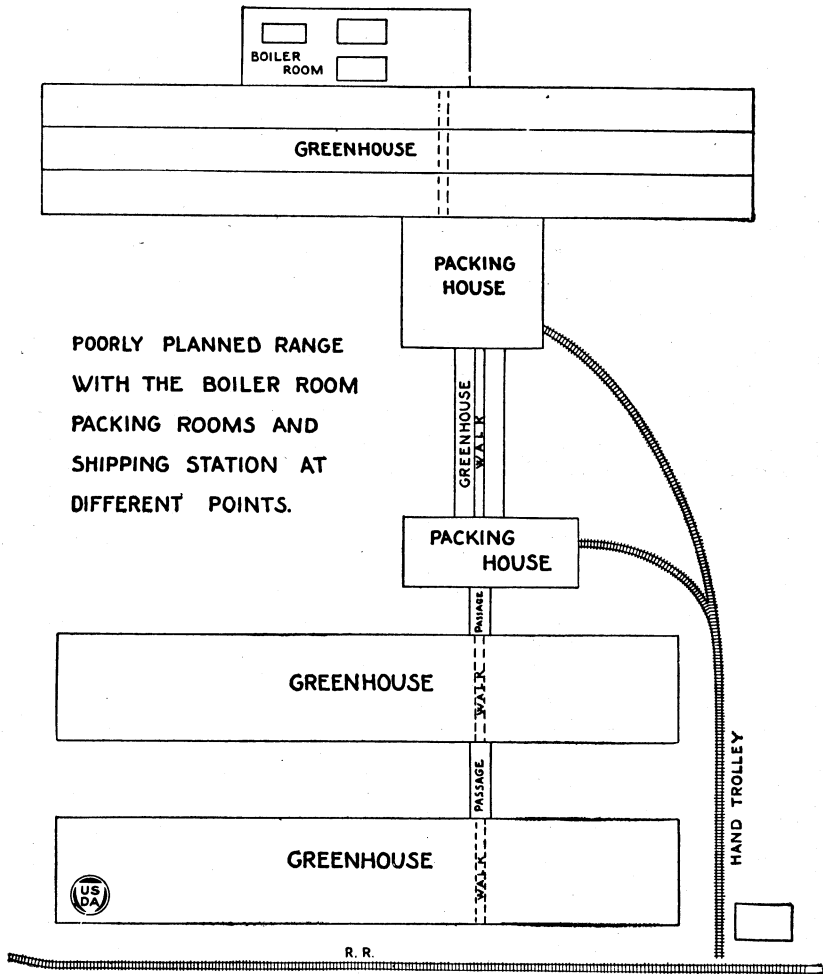 BOILER
ROOM
GREENHOUSE
PACKING
HOUSE
POORLY PLANNED RANGE
WITH THE BOILER ROOM
PACKING ROOMS AND
SHIPPING STATION AT
DIFFERENT POINTS.
GREENHOUSE
WALK
PACKING
HOUSE
PASSAGE
GREENHOUSE
WALK
PASSAGE
HAND TROLLEY
GREENHOUSE
WALK
US
DA
R. R.